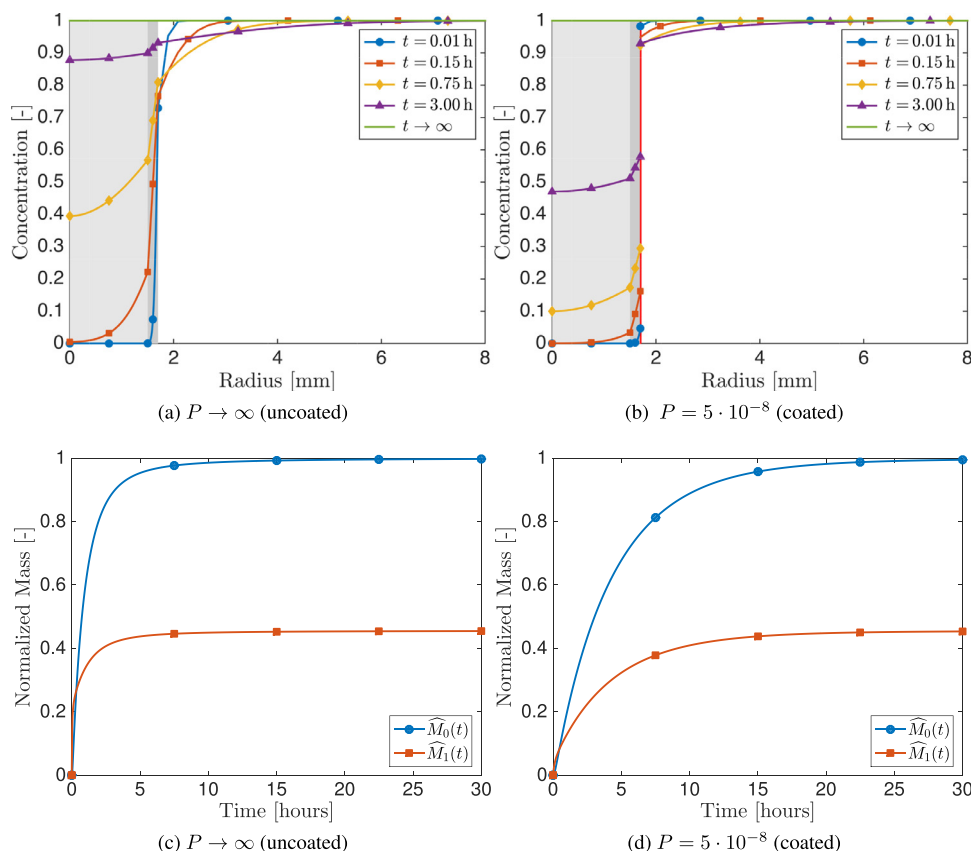 Concentration [-]
1
0.9
0.8
0.7
0.6
0.5
0.4
0.3
0.2
0.1
0
0 2 4 6 8
Radius [mm]
t = 0.01 h
t = 0.15 h
t = 0.75 h
t = 3.00 h
t → ∞
(a) P → ∞ (uncoated)
Concentration [-]
1
0.9
0.8
0.7
0.6
0.5
0.4
0.3
0.2
0.1
0
0 2 4 6 8
Radius [mm]
t = 0.01 h
t = 0.15 h
t = 0.75 h
t = 3.00 h
t → ∞
(b) P = 5 · 10⁻⁸ (coated)
Normalized Mass [-]
1
0.8
0.6
0.4
0.2
0
0 5 10 15 20 25 30
Time [hours]
M̂₀(t)
M̂₁(t)
(c) P → ∞ (uncoated)
Normalized Mass [-]
1
0.8
0.6
0.4
0.2
0
0 5 10 15 20 25 30
Time [hours]
M̂₀(t)
M̂₁(t)
(d) P = 5 · 10⁻⁸ (coated)